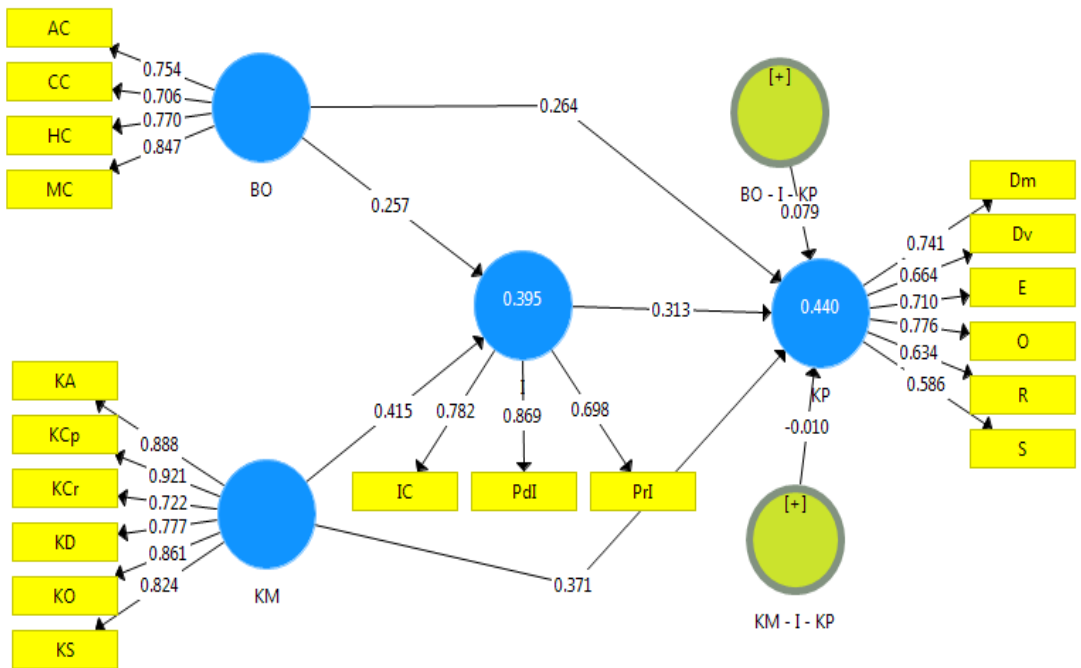 AC
CC
HC
MC
0.754
0.706
0.770
0.847
BO
0.264
0.257
[+]
BO - I - KP
0.079
Dm
Dv
E
O
R
S
0.741
0.664
0.710
0.776
0.634
0.586
0.395
I
0.313
0.440
KP
KA
KCp
KCr
KD
KO
KS
0.888
0.921
0.722
0.777
0.861
0.824
KM
0.415
0.782
0.869
0.698
IC
PdI
PrI
0.371
-0.010
[+]
KM - I - KP